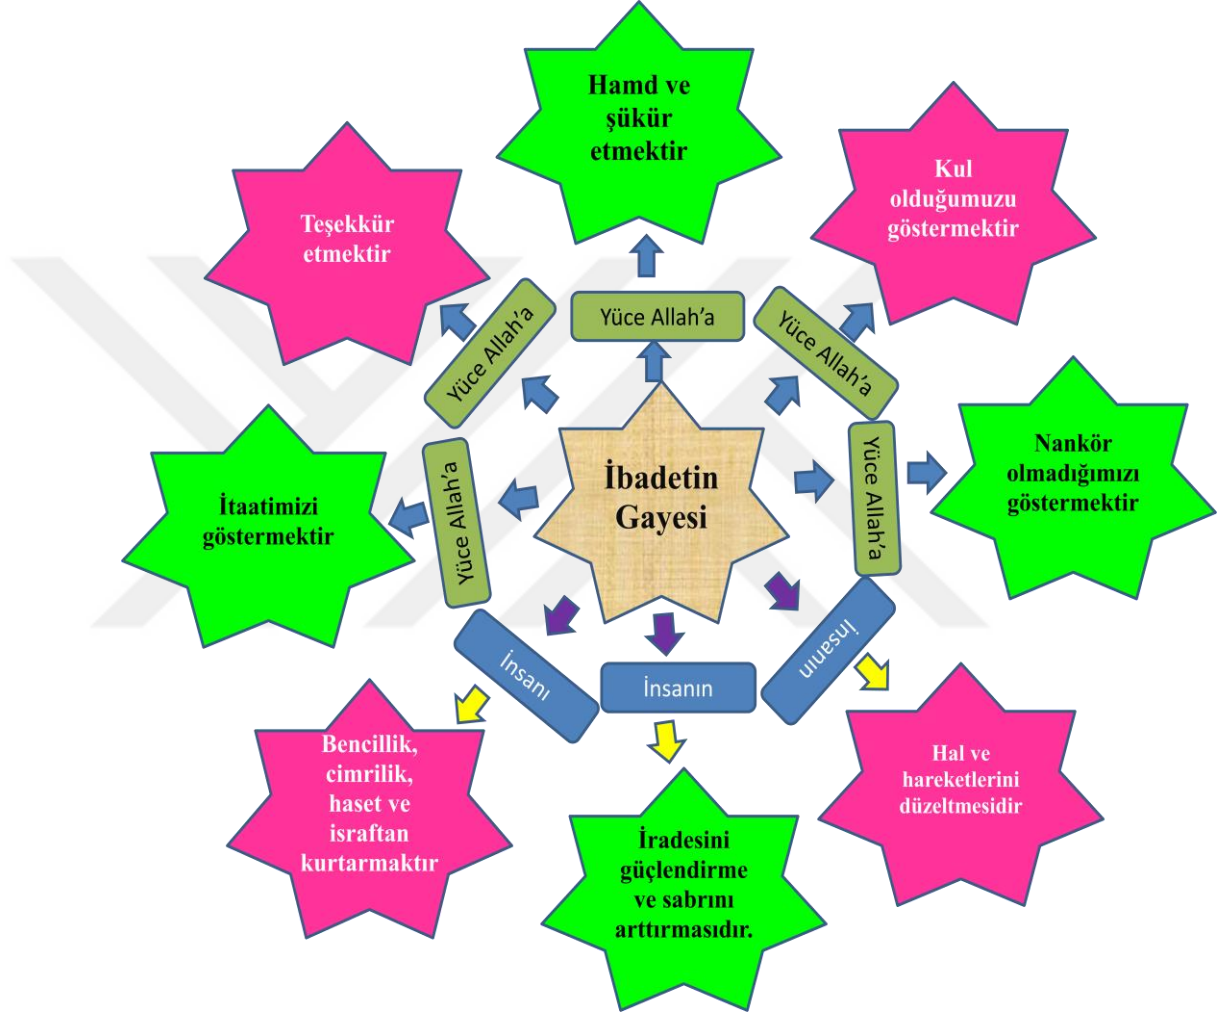 Hamd ve
şükür
etmektir
Kul
olduğumuzu
göstermektir
Teşekkür
etmektir
Yüce Allah'a
Yüce Allah'a
Yüce Allah'a
Nankör
olmadığımızı
göstermektir
Yüce Allah'a
İbadetin
Gayesi
Yüce Allah'a
İtaatimizi
göstermektir
İnsanı
İnsanın
İnsanın
Bencillik,
cimrilik,
haset ve
israftan
kurtarmaktır
Hal ve
hareketlerini
düzeltmesidir
İradesini
güçlendirme
ve sabrını
arttırmasıdır.